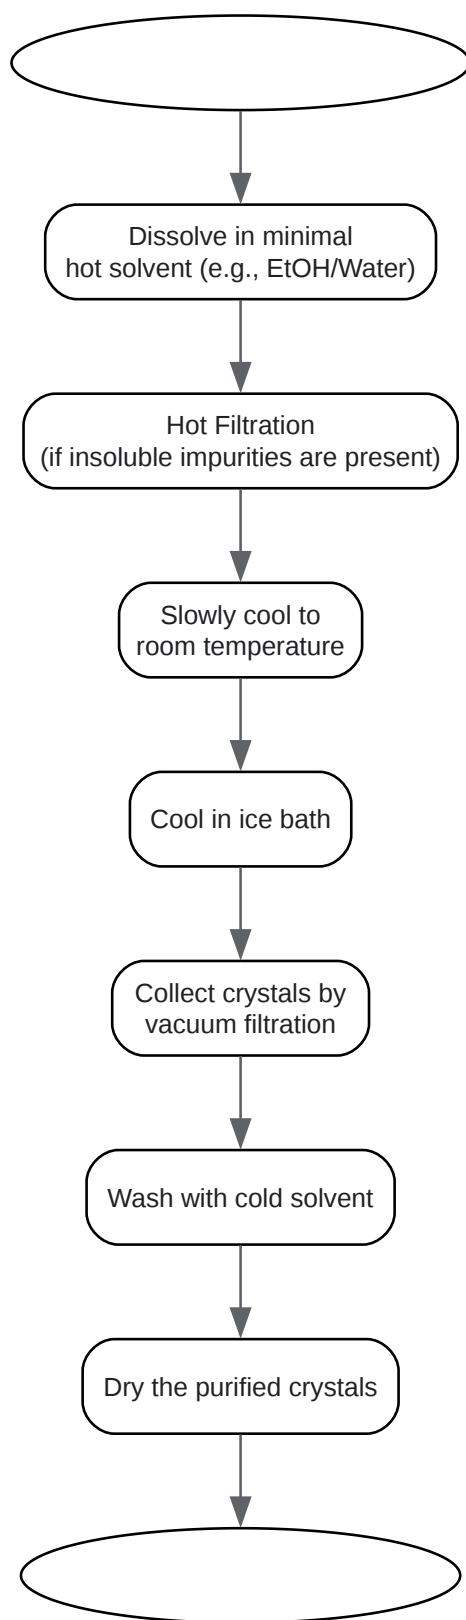 Dissolve in minimal
hot solvent (e.g., EtOH/Water)
Hot Filtration
(if insoluble impurities are present)
Slowly cool to
room temperature
Cool in ice bath
Collect crystals by
vacuum filtration
Wash with cold solvent
Dry the purified crystals